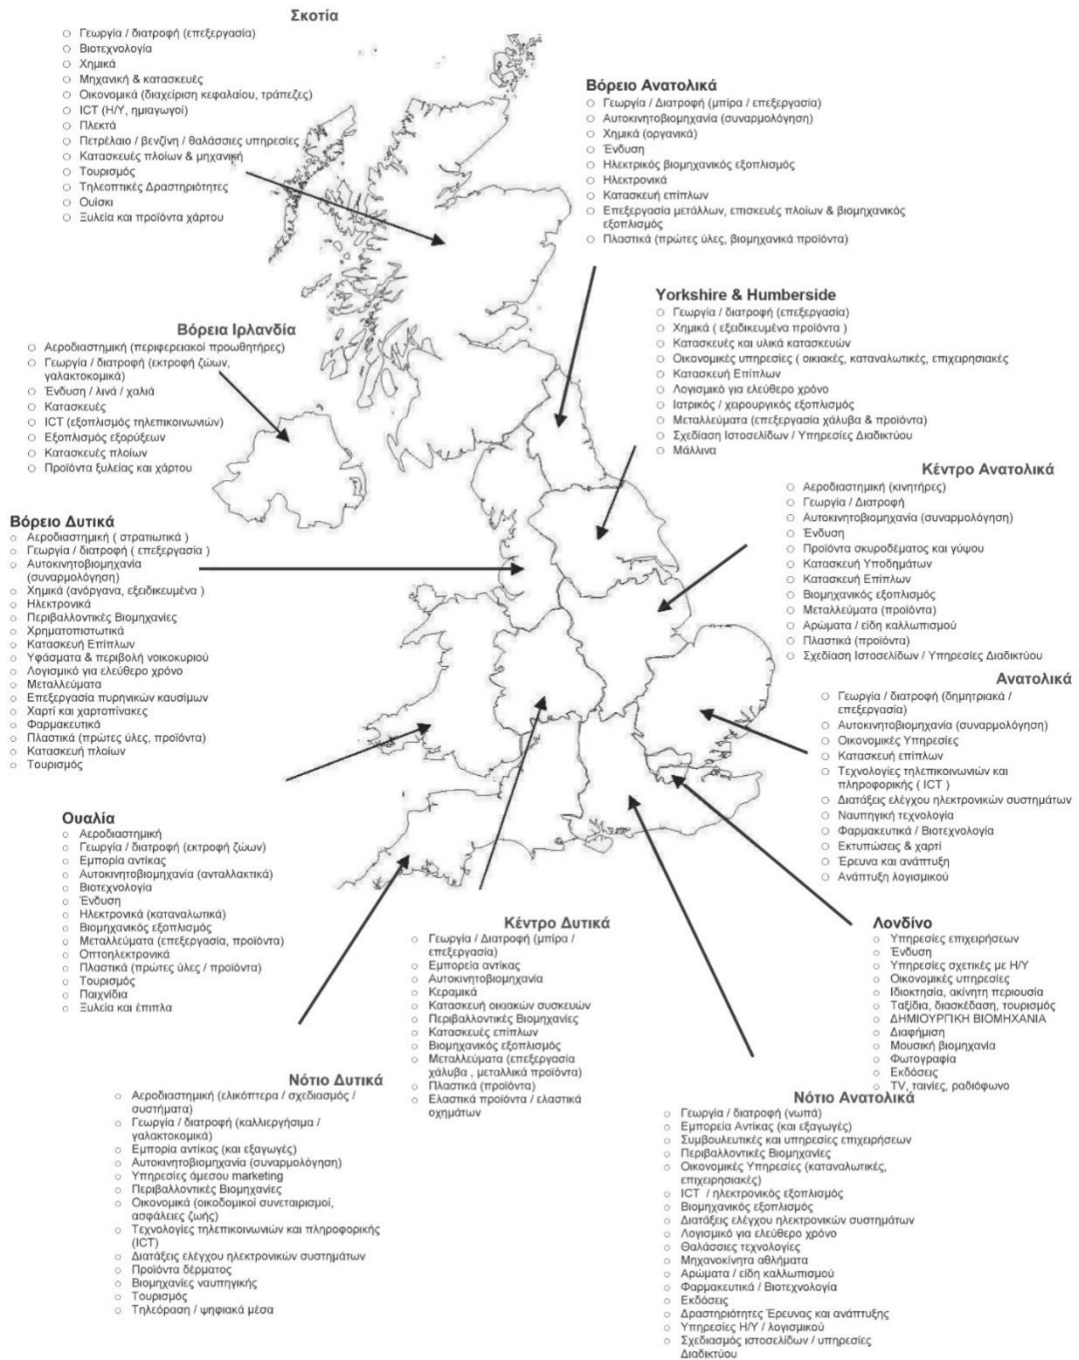 Σκοτία
○ Γεωργία / διατροφή (επεξεργασία)
○ Βιοτεχνολογία
○ Χημικά
○ Μηχανική & κατασκευές
○ Οικονομικά (διαχείριση κεφαλαίου, τράπεζες)
○ ICT (Η/Υ, ημιαγωγοί)
○ Πλεκτά
○ Πετρέλαιο / βενζίνη / θαλάσσιες υπηρεσίες
○ Κατασκευές πλοίων & μηχανική
○ Τουρισμός
○ Τηλεοπτικές Δραστηριότητες
○ Ουίσκι
○ Ξυλεία και προϊόντα χάρτου
Βόρειο Ανατολικά
○ Γεωργία / Διατροφή (μπίρα / επεξεργασία)
○ Αυτοκινητοβιομηχανία (συναρμολόγηση)
○ Χημικά (οργανικά)
○ Ένδυση
○ Ηλεκτρικός βιομηχανικός εξοπλισμός
○ Ηλεκτρονικά
○ Κατασκευή επίπλων
○ Επεξεργασία μετάλλων, επισκευές πλοίων & βιομηχανικός
εξοπλισμός
○ Πλαστικά (πρώτες ύλες, βιομηχανικά προϊόντα)
Yorkshire & Humberside
○ Γεωργία / διατροφή (επεξεργασία)
○ Χημικά ( εξειδικευμένα προϊόντα )
○ Κατασκευές και υλικά κατασκευών
○ Οικονομικές υπηρεσίες ( οικιακές, καταναλωτικές, επιχειρησιακές
○ Κατασκευή Επίπλων
○ Λογισμικό για ελεύθερο χρόνο
○ Ιατρικός / χειρουργικός εξοπλισμός
○ Μεταλλεύματα (επεξεργασία χάλυβα & προϊόντα)
○ Σχεδίαση Ιστοσελίδων / Υπηρεσίες Διαδικτύου
○ Μάλλινα
Βόρεια Ιρλανδία
○ Αεροδιαστημική (περιφερειακοί προωθητήρες)
○ Γεωργία / διατροφή (εκτροφή ζώων,
γαλακτοκομικά)
○ Ένδυση / λινά / χαλιά
○ Κατασκευές
○ ICT (εξοπλισμός τηλεπικοινωνιών)
○ Εξοπλισμός εξορύξεων
○ Κατασκευές πλοίων
○ Προϊόντα ξυλείας και χάρτου
Κέντρο Ανατολικά
○ Αεροδιαστημική (κινητήρες)
○ Γεωργία / Διατροφή
○ Αυτοκινητοβιομηχανία (συναρμολόγηση)
○ Ένδυση
○ Προϊόντα σκυροδέματος και γύψου
○ Κατασκευή Υποδημάτων
○ Κατασκευή Επίπλων
○ Βιομηχανικός εξοπλισμός
○ Μεταλλεύματα (προϊόντα)
○ Αρώματα / είδη καλλωπισμού
○ Πλαστικά (προϊόντα)
○ Σχεδίαση Ιστοσελίδων / Υπηρεσίες Διαδικτύου
Βόρειο Δυτικά
○ Αεροδιαστημική ( στρατιωτικά )
○ Γεωργία / διατροφή ( επεξεργασία )
○ Αυτοκινητοβιομηχανία
(συναρμολόγηση)
○ Χημικά (ανόργανα, εξειδικευμένα )
○ Ηλεκτρονικά
○ Περιβαλλοντικές Βιομηχανίες
○ Χρηματοπιστωτικά
○ Κατασκευή Επίπλων
○ Υφάσματα & περιβολή νοικοκυριού
○ Λογισμικό για ελεύθερο χρόνο
○ Μεταλλεύματα
○ Επεξεργασία πυρηνικών καυσίμων
○ Χαρτί και χαρτοπίνακες
○ Φαρμακευτικά
○ Πλαστικά (πρώτες ύλες, προϊόντα)
○ Κατασκευή πλοίων
○ Τουρισμός
Ανατολικά
○ Γεωργία / διατροφή (δημητριακά /
επεξεργασία)
○ Αυτοκινητοβιομηχανία (συναρμολόγηση)
○ Οικονομικές Υπηρεσίες
○ Κατασκευή επίπλων
○ Τεχνολογίες τηλεπικοινωνιών και
πληροφορικής ( ICT )
○ Διατάξεις ελέγχου ηλεκτρονικών συστημάτων
○ Ναυπηγική τεχνολογία
○ Φαρμακευτικά / Βιοτεχνολογία
○ Εκτυπώσεις & χαρτί
○ Έρευνα και ανάπτυξη
○ Ανάπτυξη λογισμικού
Ουαλία
○ Αεροδιαστημική
○ Γεωργία / διατροφή (εκτροφή ζώων)
○ Εμπορία αντίκας
○ Αυτοκινητοβιομηχανία (ανταλλακτικά)
○ Βιοτεχνολογία
○ Ένδυση
○ Ηλεκτρονικά (καταναλωτικά)
○ Βιομηχανικός εξοπλισμός
○ Μεταλλεύματα (επεξεργασία, προϊόντα)
○ Οπτοηλεκτρονικά
○ Πλαστικά (πρώτες ύλες / προϊόντα)
○ Τουρισμός
○ Παιχνίδια
○ Ξυλεία και έπιπλα
Κέντρο Δυτικά
○ Γεωργία / Διατροφή (μπίρα /
επεξεργασία)
○ Εμπορεία αντίκας
○ Αυτοκινητοβιομηχανία
○ Κεραμικά
○ Κατασκευή οικιακών συσκευών
○ Περιβαλλοντικές Βιομηχανίες
○ Κατασκευές επίπλων
○ Βιομηχανικός εξοπλισμός
○ Μεταλλεύματα (επεξεργασία
χάλυβα , μεταλλικά προϊόντα)
○ Πλαστικά (προϊόντα)
○ Ελαστικά προϊόντα / ελαστικά
οχημάτων
Λονδίνο
○ Υπηρεσίες επιχειρήσεων
○ Ένδυση
○ Υπηρεσίες σχετικές με Η/Υ
○ Οικονομικές υπηρεσίες
○ Ιδιοκτησία, ακίνητη περιουσία
○ Ταξίδια, διασκέδαση, τουρισμός
○ ΔΗΜΙΟΥΡΓΙΚΗ ΒΙΟΜΗΧΑΝΙΑ
○ Διαφήμιση
○ Μουσική βιομηχανία
○ Φωτογραφία
○ Εκδόσεις
○ TV, ταινίες, ραδιόφωνο
Νότιο Δυτικά
○ Αεροδιαστημική (ελικόπτερα / σχεδιασμός /
συστήματα)
○ Γεωργία / διατροφή (καλλιεργήσιμα /
γαλακτοκομικά)
○ Εμπορία αντίκας (και εξαγωγές)
○ Αυτοκινητοβιομηχανία (συναρμολόγηση)
○ Υπηρεσίες άμεσου marketing
○ Περιβαλλοντικές Βιομηχανίες
○ Οικονομικά (οικοδομικοί συνεταιρισμοί,
ασφάλειες ζωής)
○ Τεχνολογίες τηλεπικοινωνιών και πληροφορικής
(ICT)
○ Διατάξεις ελέγχου ηλεκτρονικών συστημάτων
○ Προϊόντα δέρματος
○ Βιομηχανίες ναυπηγικής
○ Τουρισμός
○ Τηλεόραση / ψηφιακά μέσα
Νότιο Ανατολικά
○ Γεωργία / διατροφή (νωπά)
○ Εμπορεία Αντίκας (και εξαγωγές)
○ Συμβουλευτικές και υπηρεσίες επιχειρήσεων
○ Περιβαλλοντικές Βιομηχανίες
○ Οικονομικές Υπηρεσίες (καταναλωτικές,
επιχειρησιακές)
○ ICT / ηλεκτρονικός εξοπλισμός
○ Βιομηχανικός εξοπλισμός
○ Διατάξεις ελέγχου ηλεκτρονικών συστημάτων
○ Λογισμικό για ελεύθερο χρόνο
○ Θαλάσσιες τεχνολογίες
○ Μηχανοκίνητα αθλήματα
○ Αρώματα / είδη καλλωπισμού
○ Φαρμακευτικά / Βιοτεχνολογία
○ Εκδόσεις
○ Δραστηριότητες Έρευνας και ανάπτυξης
○ Υπηρεσίες Η/Υ / λογισμικού
○ Σχεδιασμός ιστοσελίδων / υπηρεσίες
Διαδικτύου